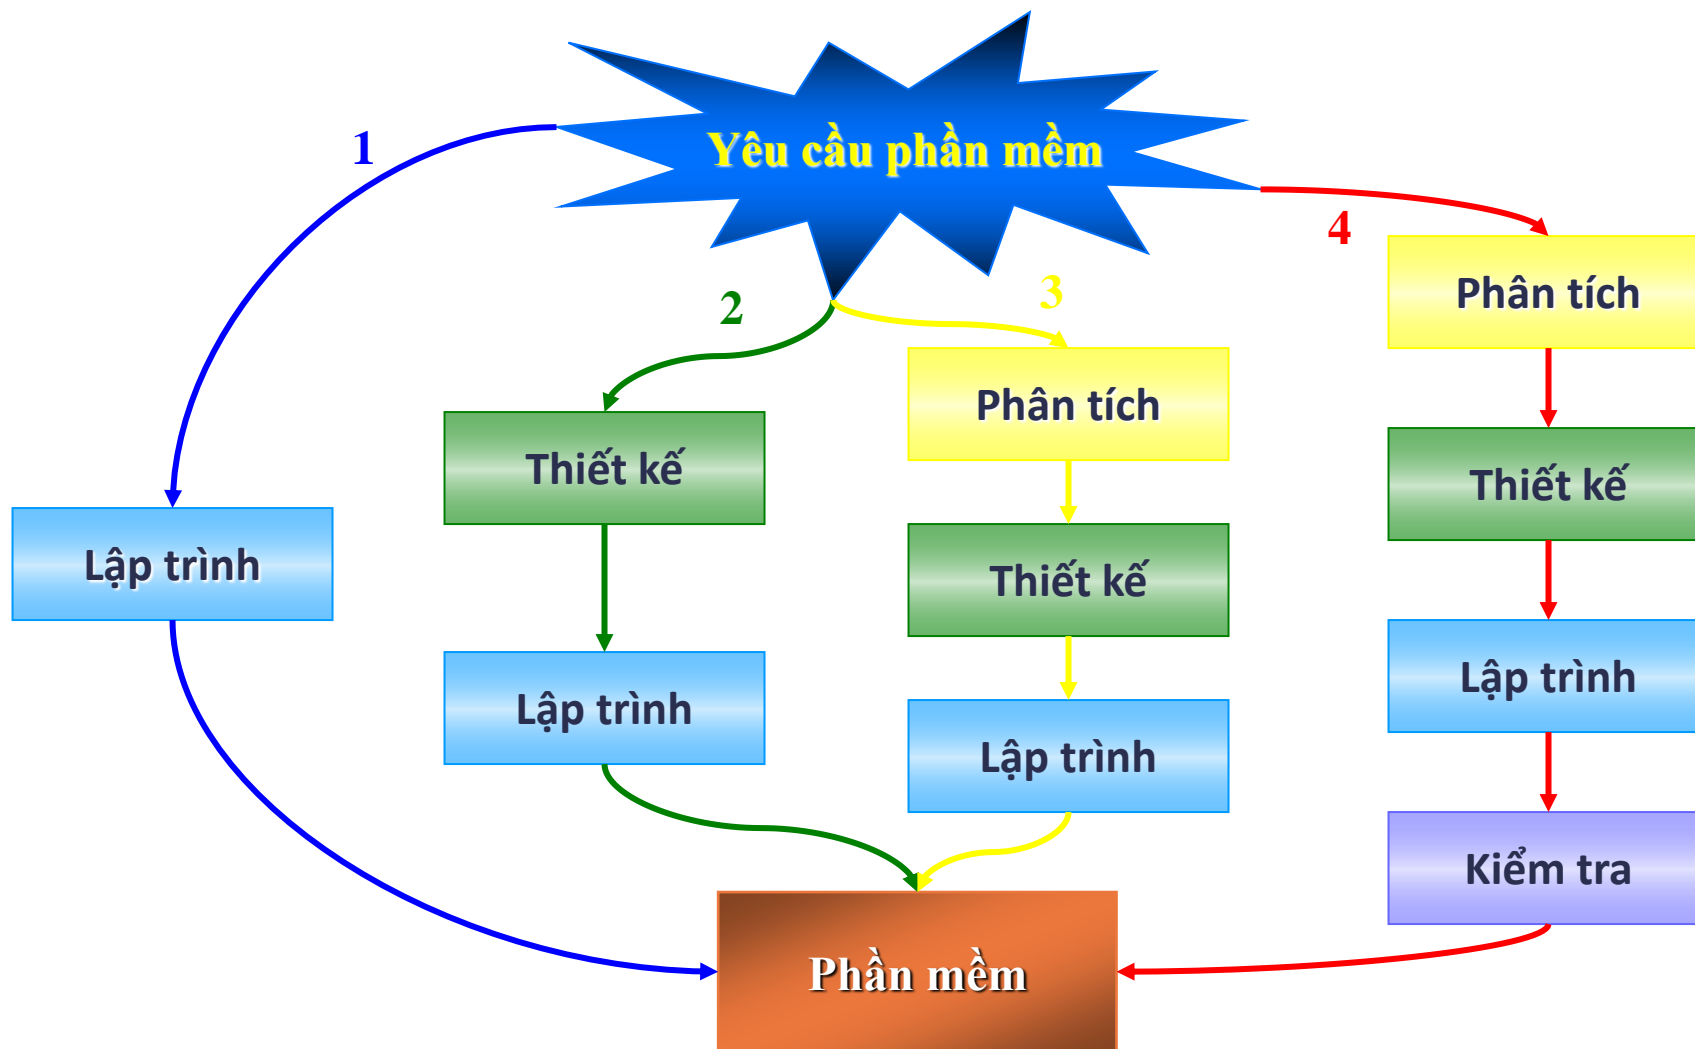 Yêu cầu phần mềm
1
Lập trình
2
Thiết kế
Lập trình
3
Phân tích
Thiết kế
Lập trình
4
Phân tích
Thiết kế
Lập trình
Kiểm tra
Phần mềm